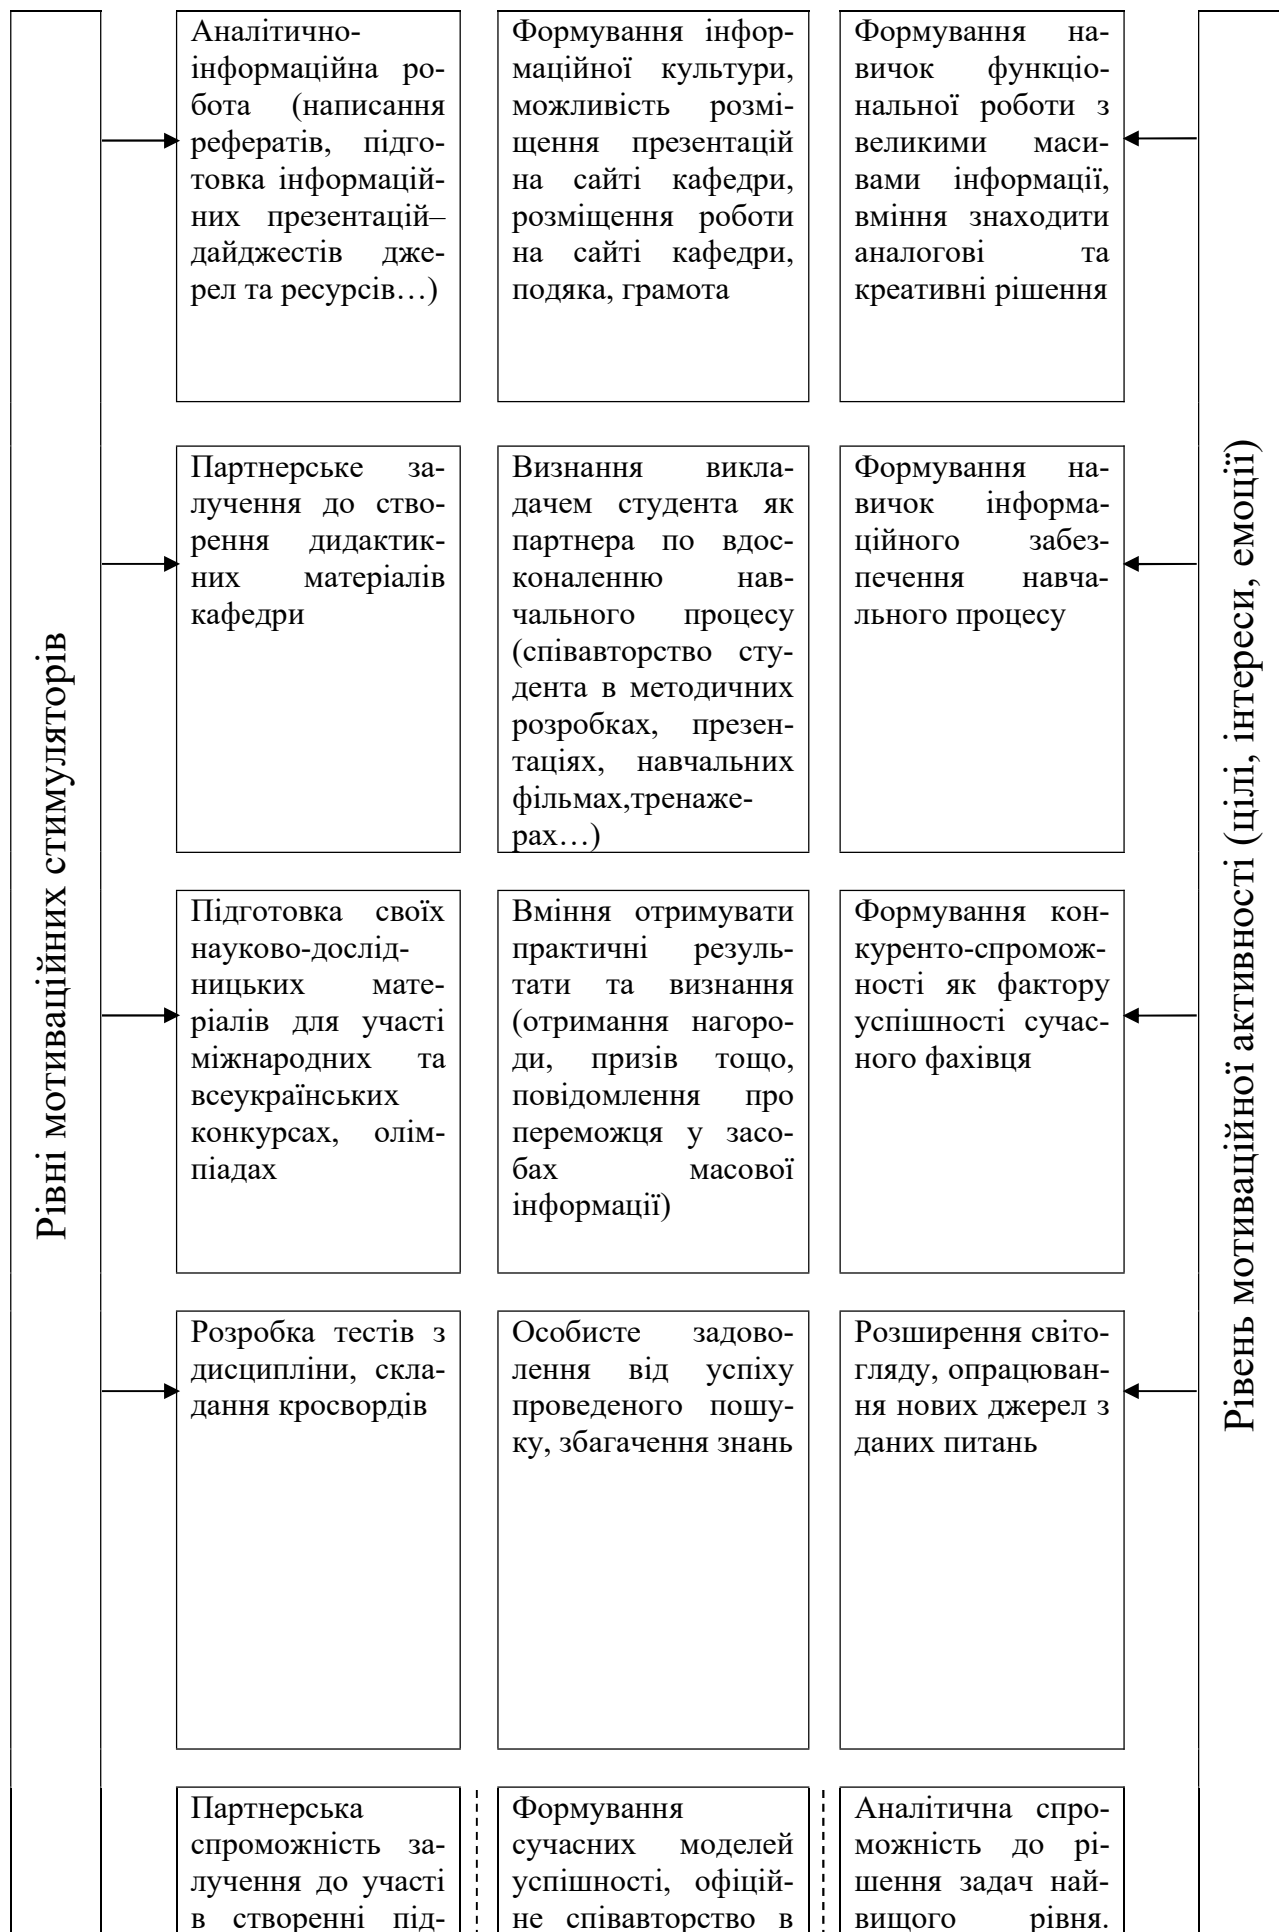 Рівні мотиваційних стимуляторів
Аналітично-
інформаційна ро-
бота (написання
рефератів, підго-
товка інформацій-
них презентацій–
дайджестів дже-
рел та ресурсів…)
Формування інфор-
маційної культури,
можливість розмі-
щення презентацій
на сайті кафедри,
розміщення роботи
на сайті кафедри,
подяка, грамота
Формування на-
вичок функціо-
нальної роботи з
великими маси-
вами інформації,
вміння знаходити
аналогові та
креативні рішення
Партнерське за-
лучення до ство-
рення дидактик-
них матеріалів
кафедри
Визнання викла-
дачем студента як
партнера по вдос-
коналенню нав-
чального процесу
(співавторство сту-
дента в методичних
розробках, презен-
таціях, навчальних
фільмах,тренаже-
рах…)
Формування на-
вичок інформа-
ційного забез-
печення навча-
льного процесу
Підготовка своїх
науково-дослід-
ницьких мате-
ріалів для участі
міжнародних та
всеукраїнських
конкурсах, олім-
піадах
Вміння отримувати
практичні резуль-
тати та визнання
(отримання нагоро-
ди, призів тощо,
повідомлення про
переможця у засо-
бах масової
інформації)
Формування кон-
куренто-спромож-
ності як фактору
успішності сучас-
ного фахівця
Розробка тестів з
дисципліни, скла-
дання кросвордів
Особисте задово-
лення від успіху
проведеного пошу-
ку, збагачення знань
Розширення світо-
гляду, опрацюван-
ня нових джерел з
даних питань
Партнерська
спроможність за-
лучення до участі
в створенні під-
Формування
сучасних моделей
успішності, офіцій-
не співавторство в
Аналітична спро-
можність до рі-
шення задач най-
вищого рівня.
Рівень мотиваційної активності (цілі, інтереси, емоції)